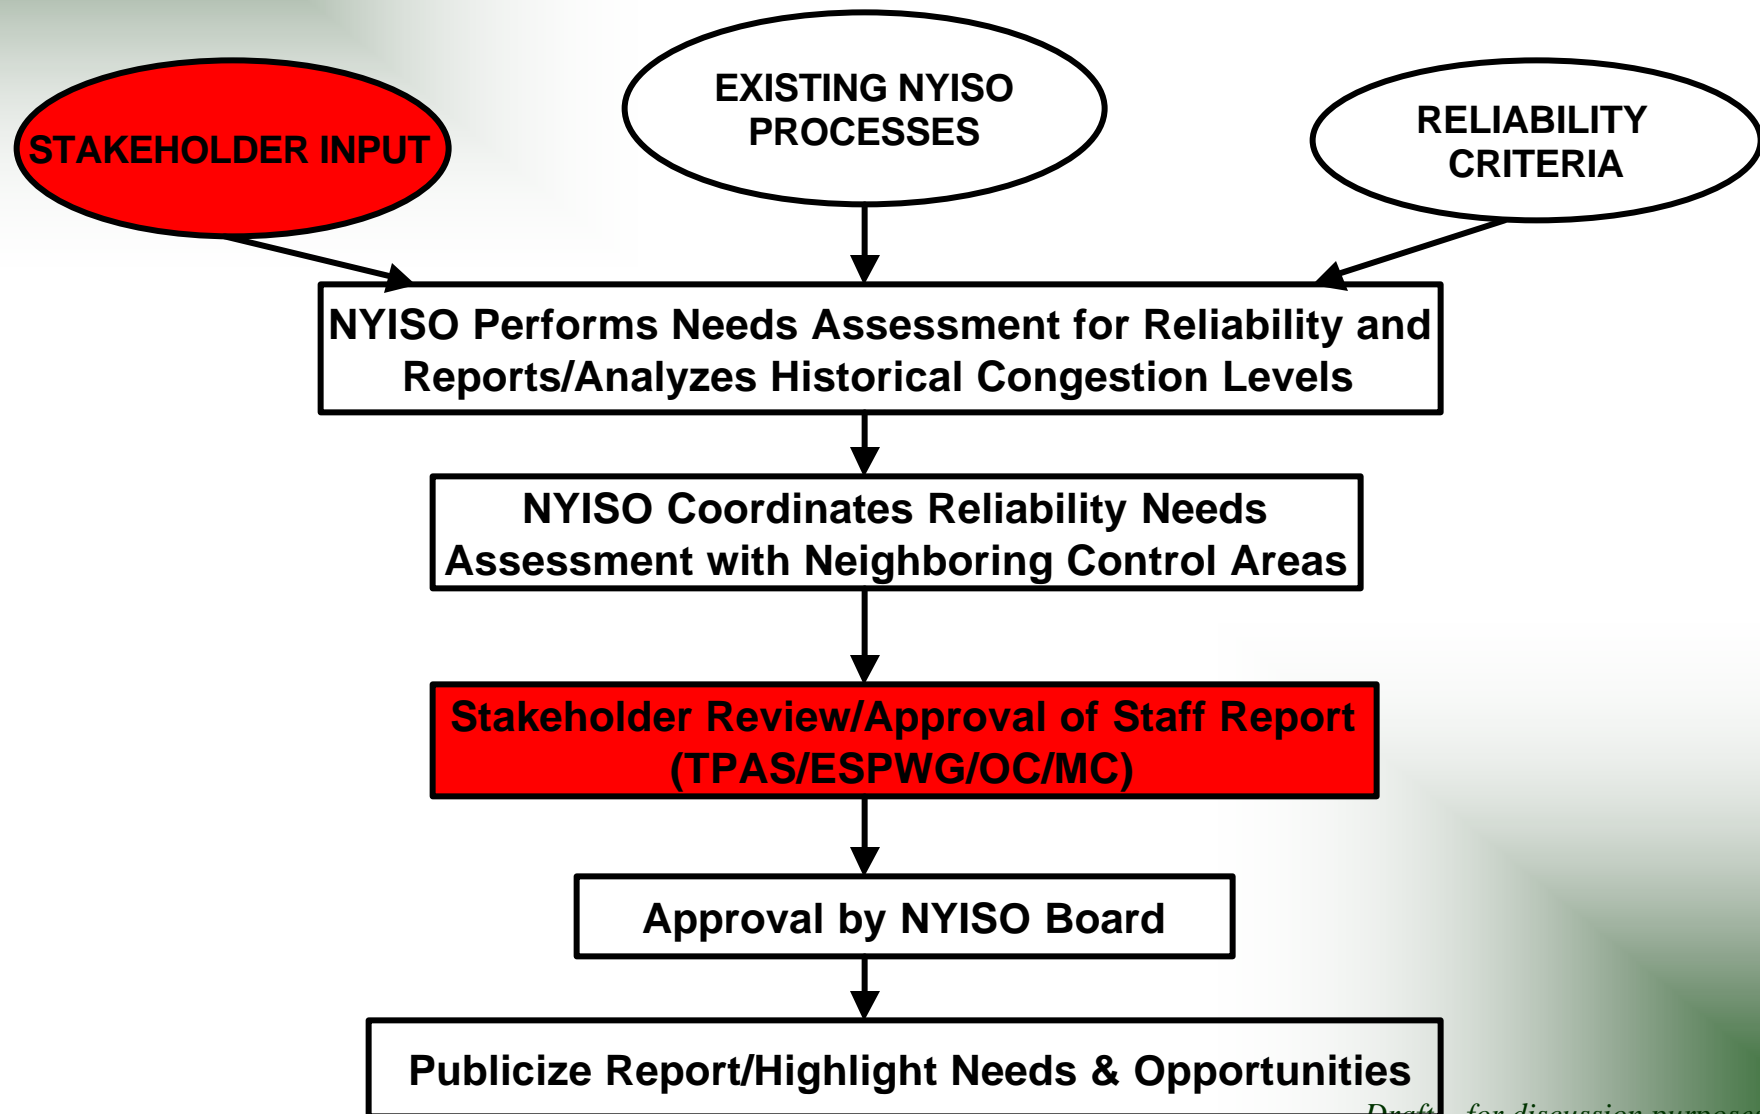 STAKEHOLDER INPUT
EXISTING NYISO
PROCESSES
RELIABILITY
CRITERIA
NYISO Performs Needs Assessment for Reliability and
Reports/Analyzes Historical Congestion Levels
NYISO Coordinates Reliability Needs
Assessment with Neighboring Control Areas
Stakeholder Review/Approval of Staff Report
(TPAS/ESPWG/OC/MC)
Approval by NYISO Board
Publicize Report/Highlight Needs & Opportunities
for discussion